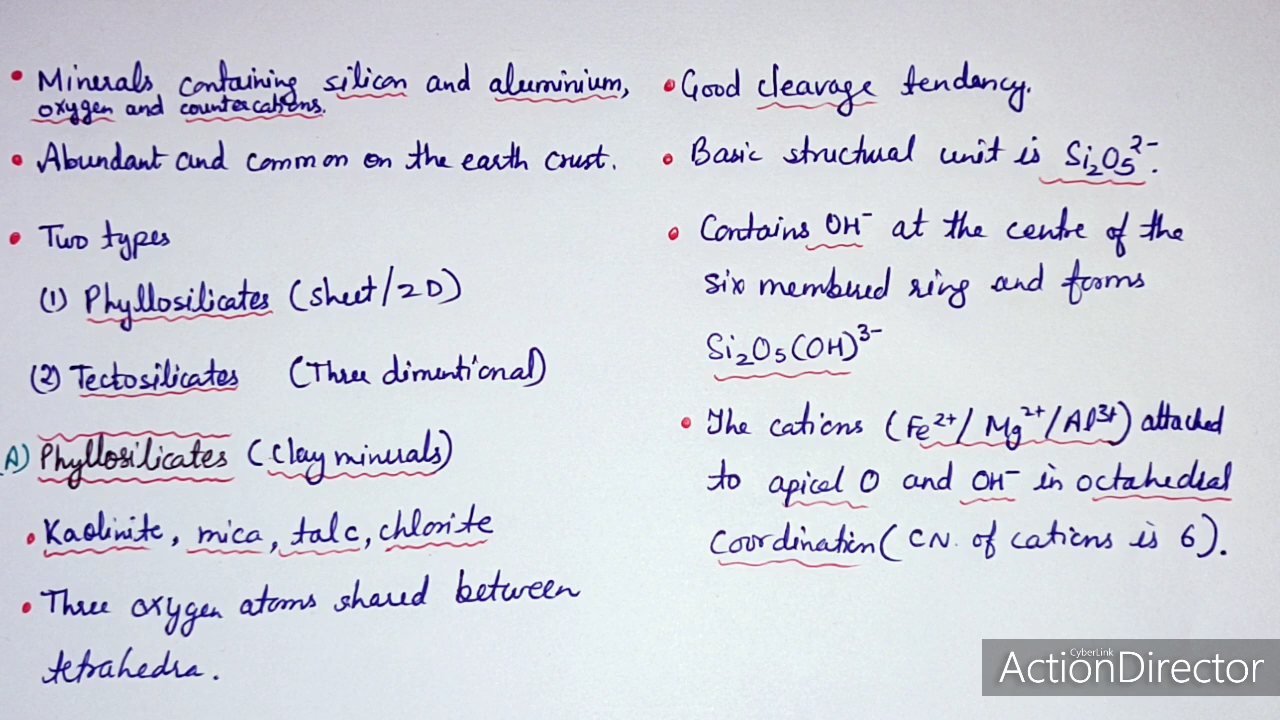 • Minerals containing silicon and aluminium,
oxygen and countercations.
• Abundant and common on the earth crust.
• Two types
(1) Phyllosilicates (sheet/2D)
(2) Tectosilicates (Three dimentional)
A) Phyllosilicates (clay minerals)
• Kaolinite, mica, talc, chlorite
• Three oxygen atoms shared between
tetrahedra.
• Good cleavage tendency.
• Basic structural unit is Si₂O₅²⁻.
• Contains OH⁻ at the centre of the
six membered ring and forms
Si₂O₅(OH)³⁻
• The cations (Fe²⁺/Mg²⁺/Al³⁺) attached
to apical O and OH⁻ in octahedral
coordination (CN. of cations is 6).
CyberLink
ActionDirector